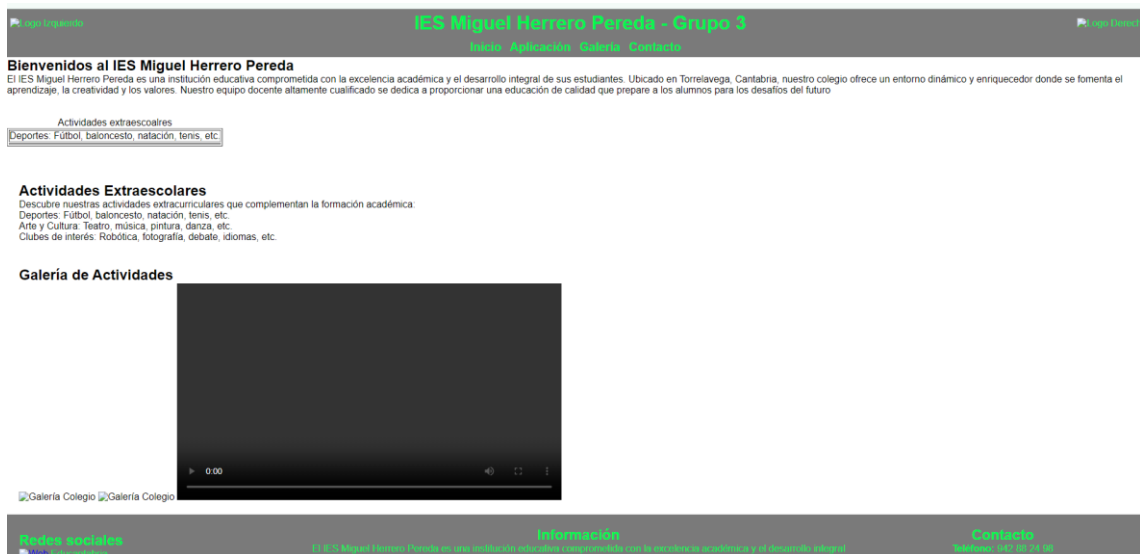 Logo Izquierdo
IES Miguel Herrero Pereda - Grupo 3
Logo Derech
Inicio Aplicación Galería Contacto
Bienvenidos al IES Miguel Herrero Pereda
El IES Miguel Herrero Pereda es una institución educativa comprometida con la excelencia académica y el desarrollo integral de sus estudiantes. Ubicado en Torrelavega, Cantabria, nuestro colegio ofrece un entorno dinámico y enriquecedor donde se fomenta el
aprendizaje, la creatividad y los valores. Nuestro equipo docente altamente cualificado se dedica a proporcionar una educación de calidad que prepare a los alumnos para los desafíos del futuro
Actividades extraescoalres
Deportes: Fútbol, baloncesto, natación, tenis, etc.
Actividades Extraescolares
Descubre nuestras actividades extracurriculares que complementan la formación académica:
Deportes: Fútbol, baloncesto, natación, tenis, etc.
Arte y Cultura: Teatro, música, pintura, danza, etc.
Clubes de interés: Robótica, fotografía, debate, idiomas, etc.
Galería de Actividades
0:00
Galería Colegio Galería Colegio
Redes sociales
Información
Contacto
Web
El IES Miguel Herrero Pereda es una institución educativa comprometida con la excelencia académica y el desarrollo integral
Teléfono: 942 88 24 96